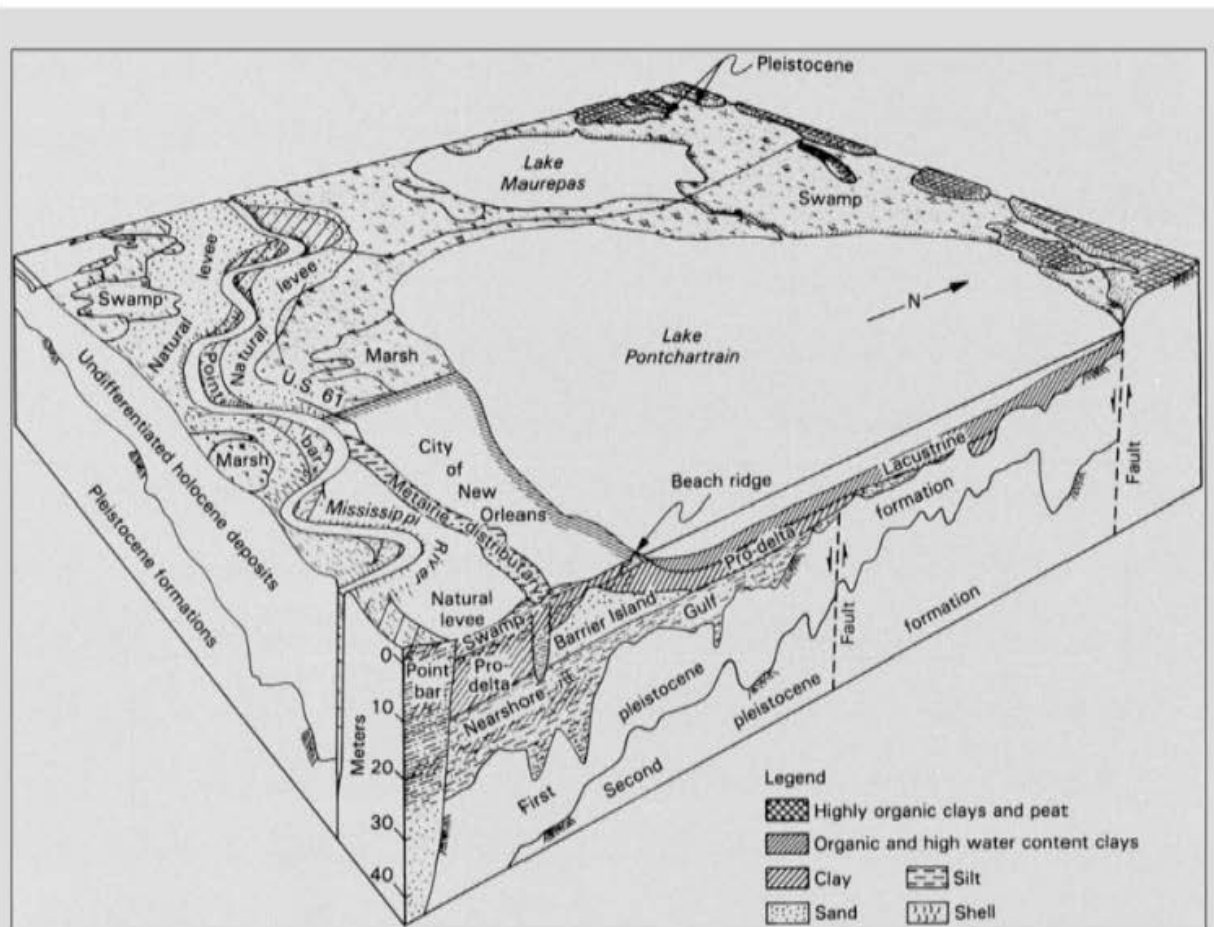 Pleistocene
Lake
Maurepas
Swamp
N
Lake
Pontchartrain
levee
levee
Swamp
Natural
Natural
Point
bar
U.S. 61
Marsh
Marsh
City
of
New
Orleans
Metairie distributary
Mississippi
River
Natural
levee
Beach ridge
Undifferentiated holocene deposits
Pleistocene formations
Lacustrine
Pro-delta
formation
Fault
Swamp
Barrier Island
Gulf
Fault
formation
Point
bar
Pro-
delta
Nearshore
First pleistocene
Second pleistocene
Meters
0
10
20
30
40
Legend
Highly organic clays and peat
Organic and high water content clays
Clay
Silt
Sand
Shell